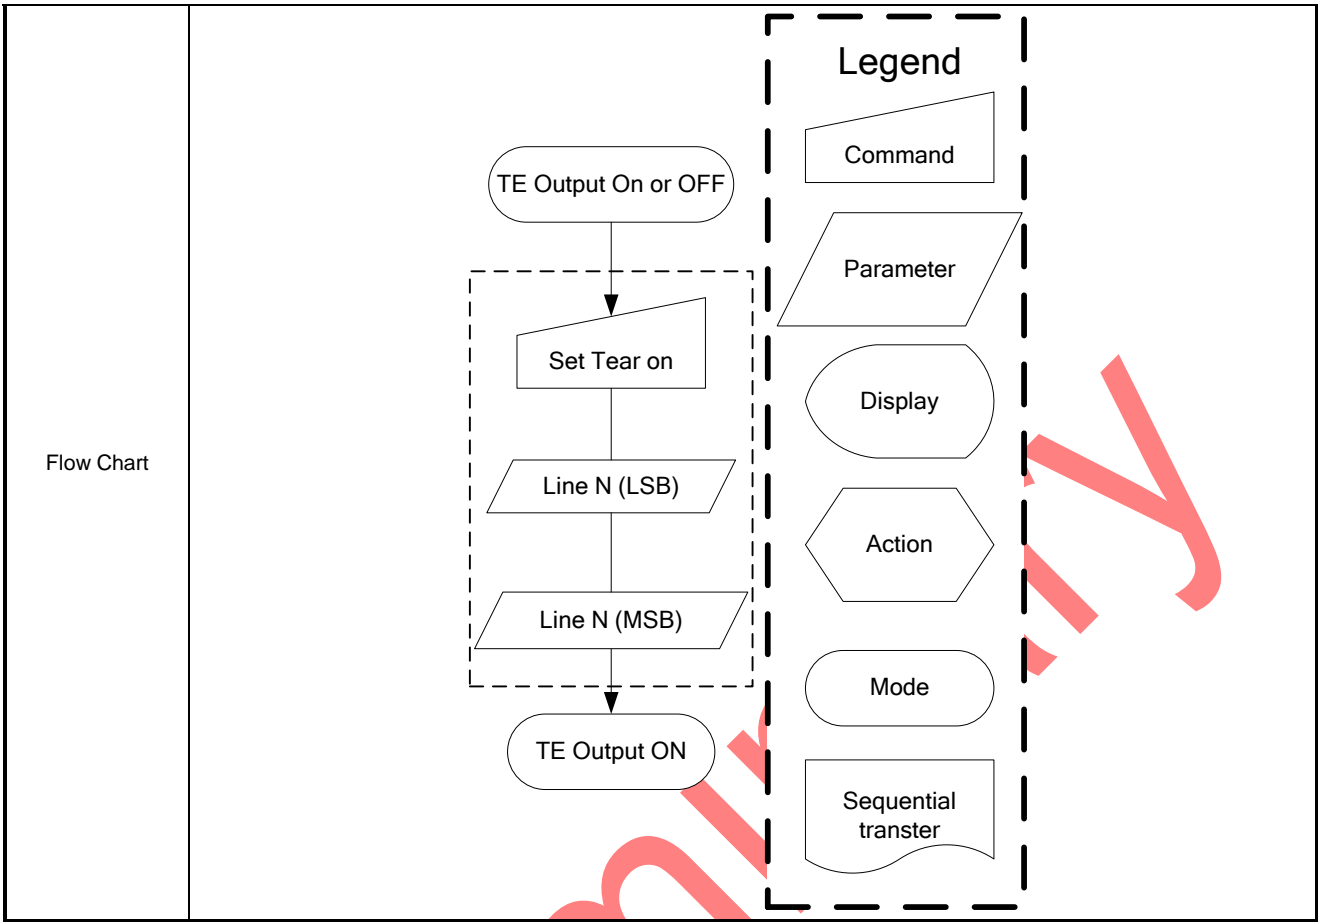 Flow Chart
TE Output On or OFF
Set Tear on
Line N (LSB)
Line N (MSB)
TE Output ON
Legend
Command
Parameter
Display
Action
Mode
Sequential
transter